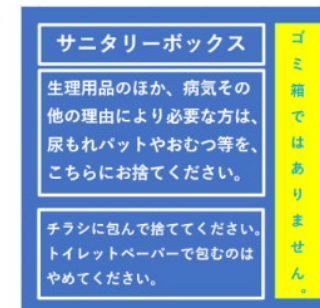 サニタリーボックス
生理用品のほか、病気その
他の理由により必要な方は、
尿もれパットやおむつ等を、
こちらにお捨てください。
チラシに包んで捨ててください。
トイレットペーパーで包むのは
やめてください。
ゴミ箱ではありません。